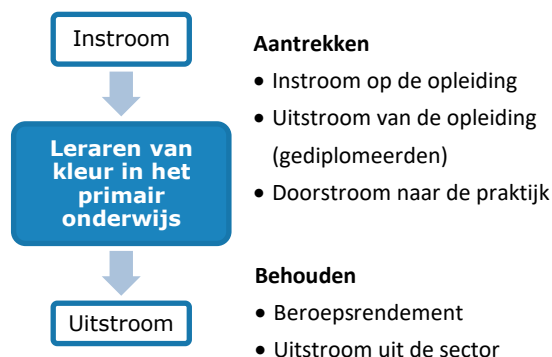 Instroom
Leraren van
kleur in het
primair
onderwijs
Uitstroom
Aantrekken
• Instroom op de opleiding
• Uitstroom van de opleiding
(gediplomeerden)
• Doorstroom naar de praktijk
Behouden
• Beroepsrendement
• Uitstroom uit de sector